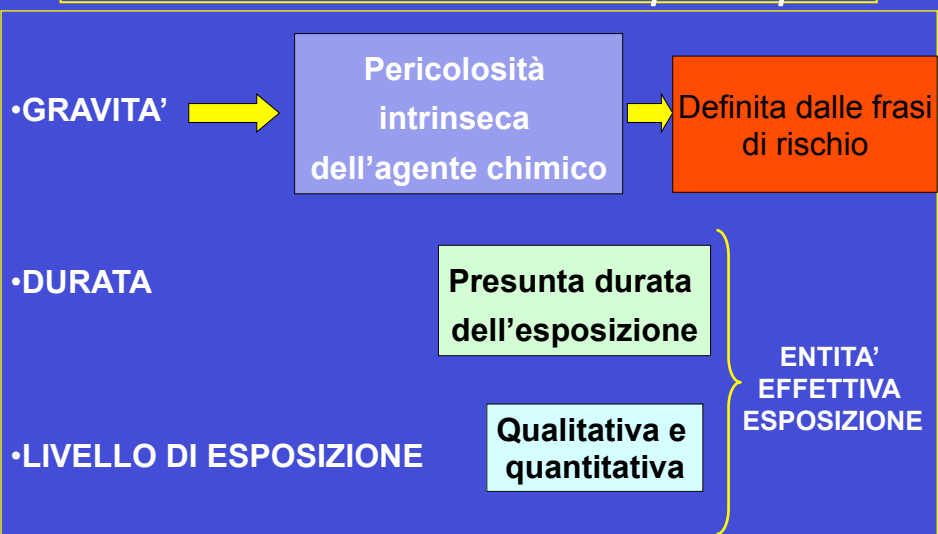 •GRAVITA’
Pericolosità
intrinseca
dell’agente chimico
Definita dalle frasi
di rischio
•DURATA
Presunta durata
dell’esposizione
•LIVELLO DI ESPOSIZIONE
Qualitativa e
quantitativa
ENTITA’
EFFETTIVA
ESPOSIZIONE